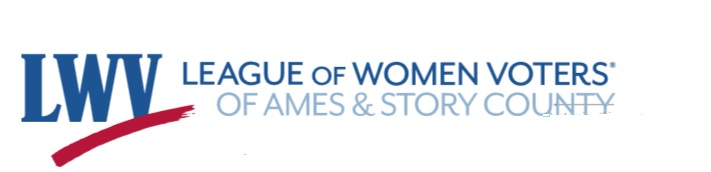 LWV
LEAGUE OF WOMEN VOTERS®
OF AMES & STORY COUNTY